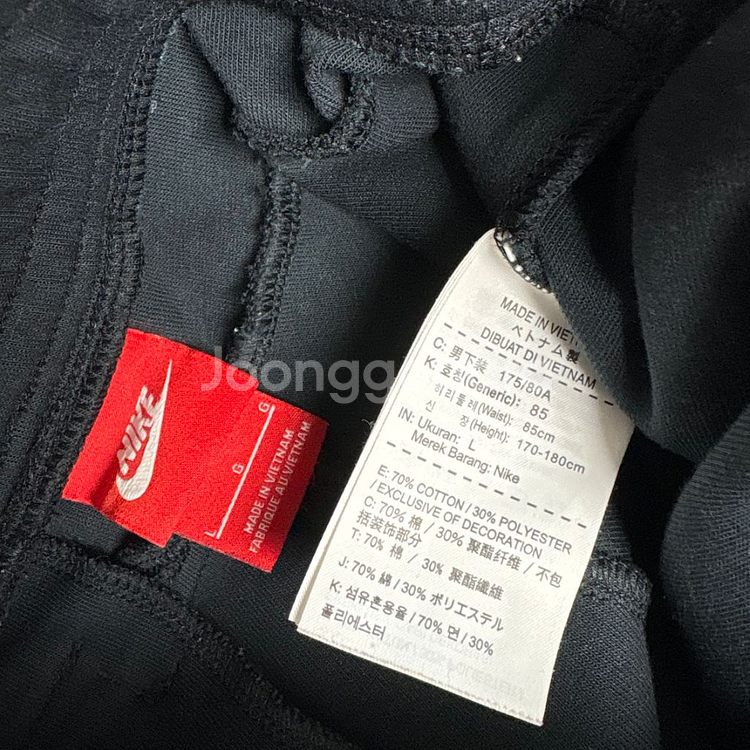 NIKE
L
G
G
MADE IN VIETNAM
FABRIQUÉ AU VIETNAM
Joongg
MADE IN VIETN
ベトナム製
DIBUAT DI VIETNAM
C: 男下装 175/80A
K: 호칭(Generic): 85
허리둘레(Waist): 85cm
신 장(Height): 170-180cm
IN: Ukuran: L
Merek Barang: Nike
E: 70% COTTON / 30% POLYESTER
/ EXCLUSIVE OF DECORATION
C: 70% 棉 / 30% 聚酯纤维 / 不包
括装饰部分
T: 70% 棉 / 30% 聚酯纖維
J: 70% 綿 / 30% ポリエステル
K: 섬유혼용율 / 70% 면 / 30%
폴리에스터